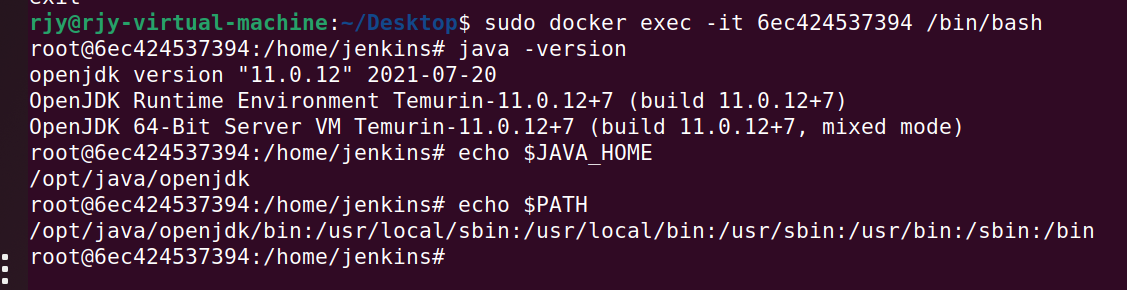 exit
rjy@rjy-virtual-machine:~/Desktop$ sudo docker exec -it 6ec424537394 /bin/bash
root@6ec424537394:/home/jenkins# java -version
openjdk version "11.0.12" 2021-07-20
OpenJDK Runtime Environment Temurin-11.0.12+7 (build 11.0.12+7)
OpenJDK 64-Bit Server VM Temurin-11.0.12+7 (build 11.0.12+7, mixed mode)
root@6ec424537394:/home/jenkins# echo $JAVA_HOME
/opt/java/openjdk
root@6ec424537394:/home/jenkins# echo $PATH
/opt/java/openjdk/bin:/usr/local/sbin:/usr/local/bin:/usr/sbin:/usr/bin:/sbin:/bin
root@6ec424537394:/home/jenkins#